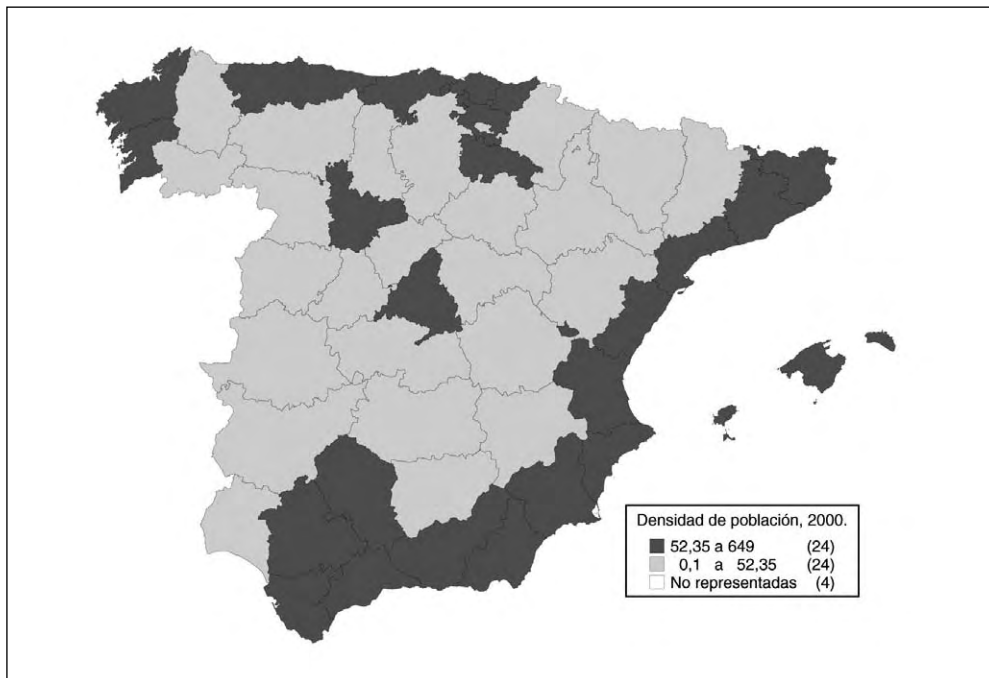 Densidad de población, 2000.
52,35 a 649 (24)
0,1 a 52,35 (24)
No representadas (4)